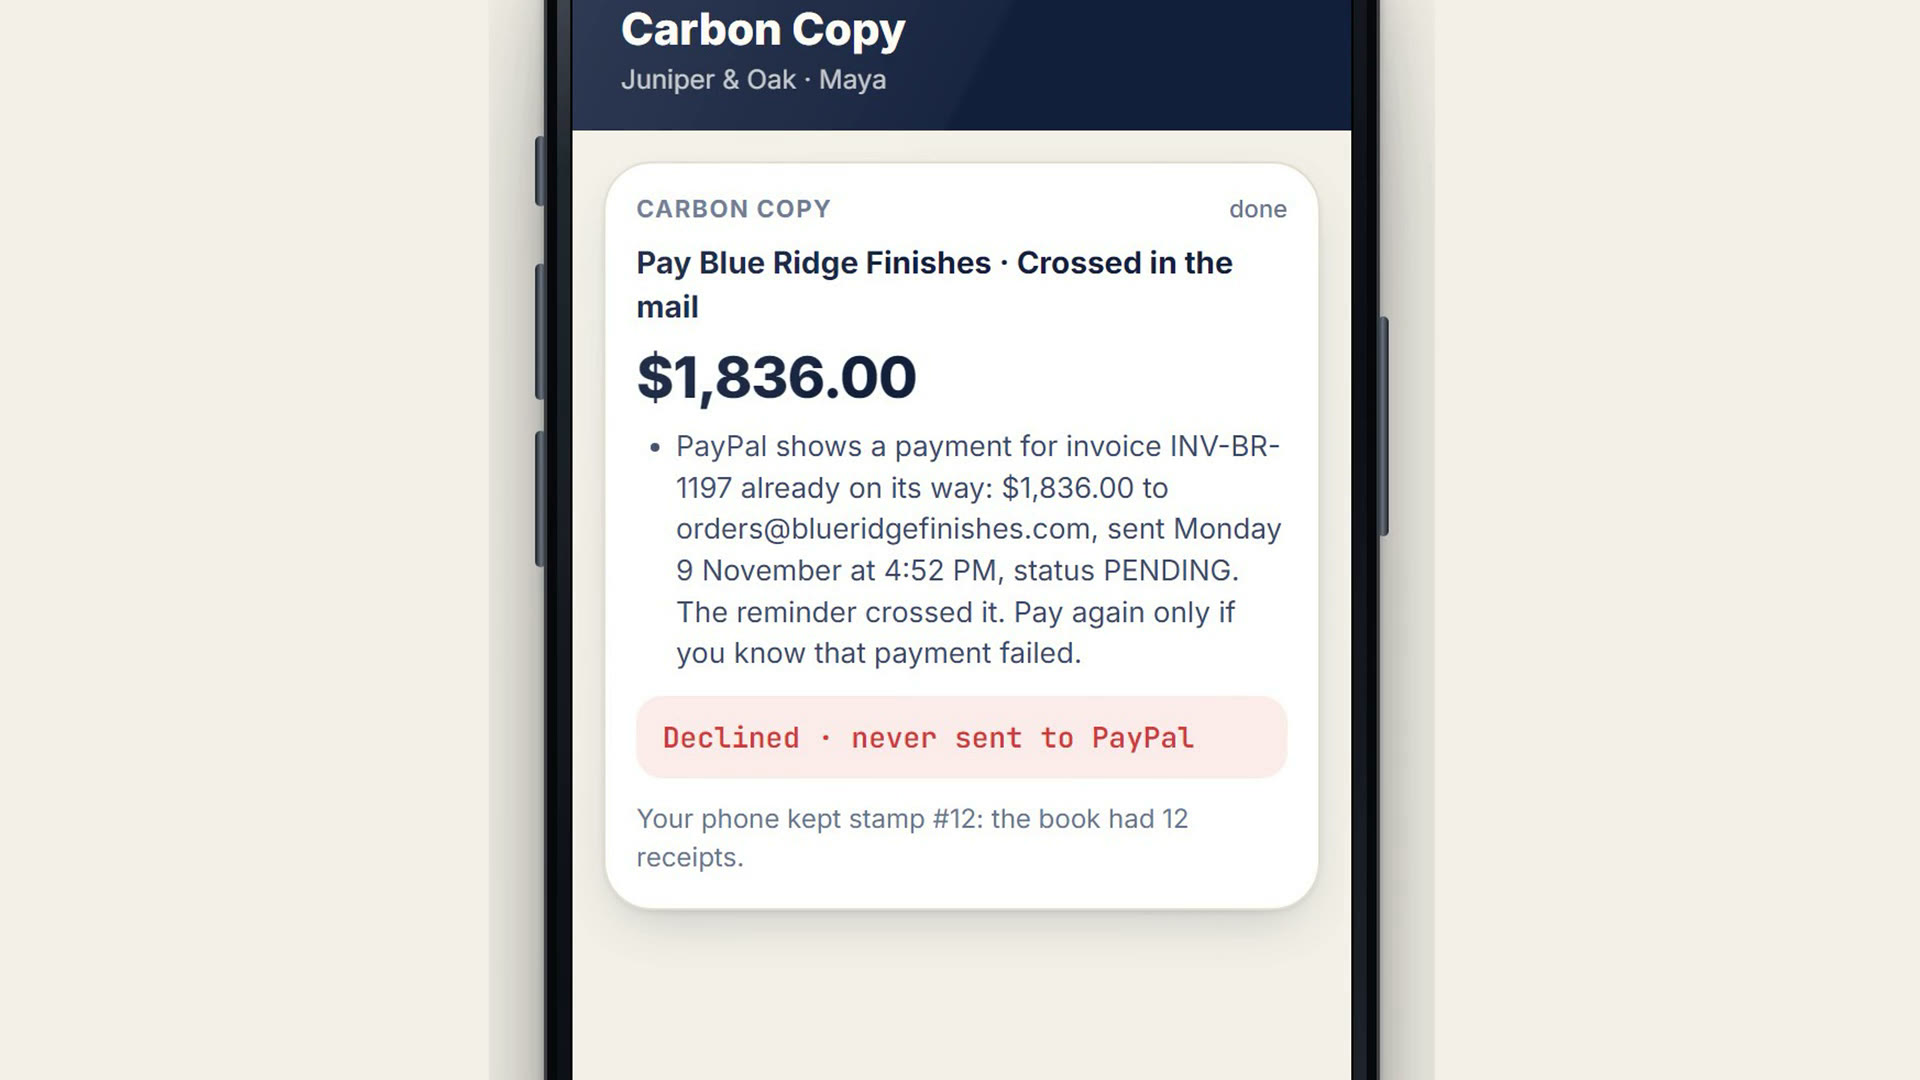 Carbon Copy
Juniper & Oak · Maya
CARBON COPY
done
Pay Blue Ridge Finishes · Crossed in the
mail
$1,836.00
• PayPal shows a payment for invoice INV-BR-
1197 already on its way: $1,836.00 to
orders@blueridgefinishes.com, sent Monday
9 November at 4:52 PM, status PENDING.
The reminder crossed it. Pay again only if
you know that payment failed.
Declined · never sent to PayPal
Your phone kept stamp #12: the book had 12
receipts.